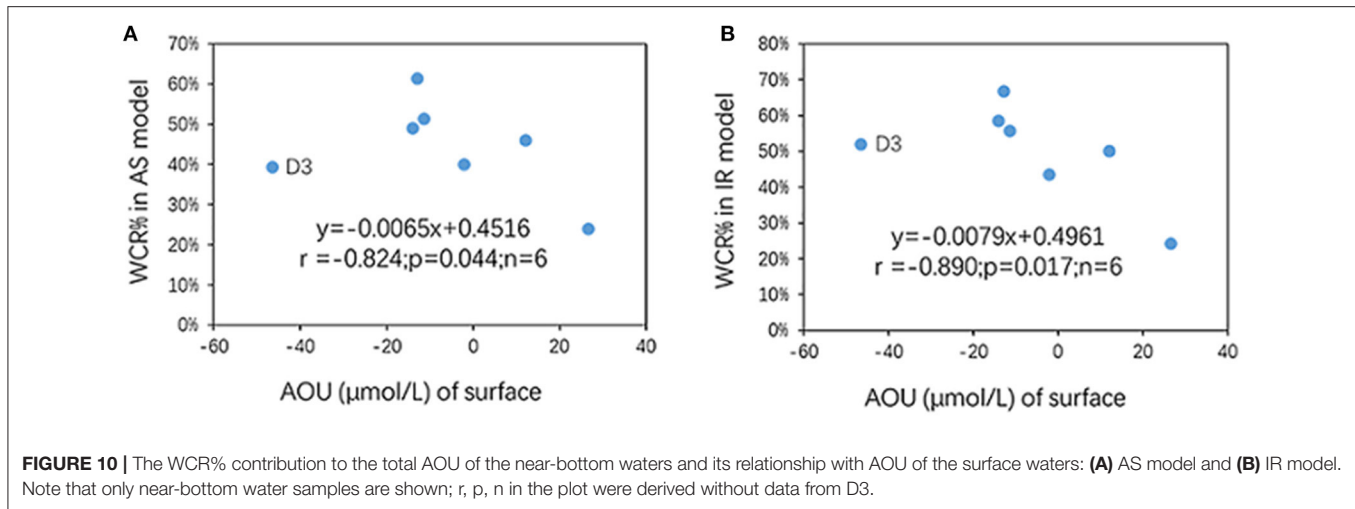 A
70%
60%
50%
40%
30%
20%
10%
0%
WCR% in AS model
D3
y=-0.0065x+0.4516
r =-0.824;p=0.044;n=6
-60 -40 -20 0 20 40
AOU (μmol/L) of surface
B
80%
70%
60%
50%
40%
30%
20%
10%
0%
WCR% in IR model
D3
y=-0.0079x+0.4961
r =-0.890;p=0.017;n=6
-60 -40 -20 0 20 40
AOU (μmol/L) of surface
FIGURE 10 | The WCR% contribution to the total AOU of the near-bottom waters and its relationship with AOU of the surface waters: (A) AS model and (B) IR model.
Note that only near-bottom water samples are shown; r, p, n in the plot were derived without data from D3.